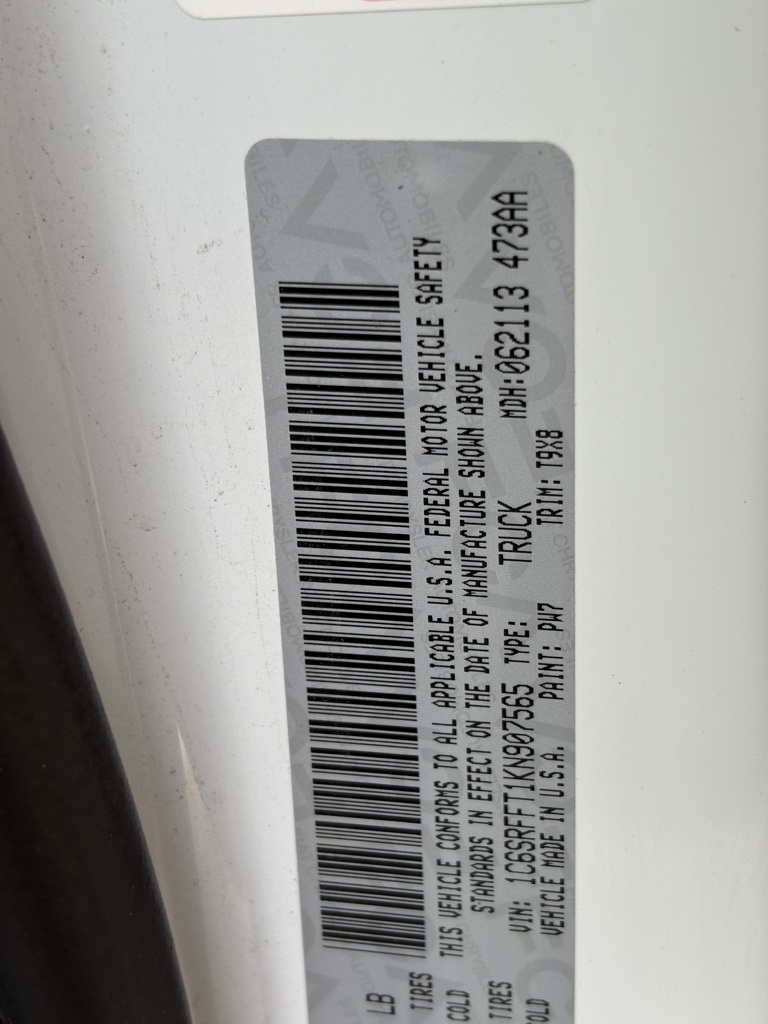 LB
TIRES
COLD
TIRES
COLD
THIS VEHICLE CONFORMS TO ALL APPLICABLE U.S.A. FEDERAL MOTOR VEHICLE SAFETY
STANDARDS IN EFFECT ON THE DATE OF MANUFACTURE SHOWN ABOVE.
VIN: 1C6SRFFT1KN907565 TYPE: TRUCK MDH:062113 473AA
VEHICLE MADE IN U.S.A. PAINT: PW7 TRIM: T9X8